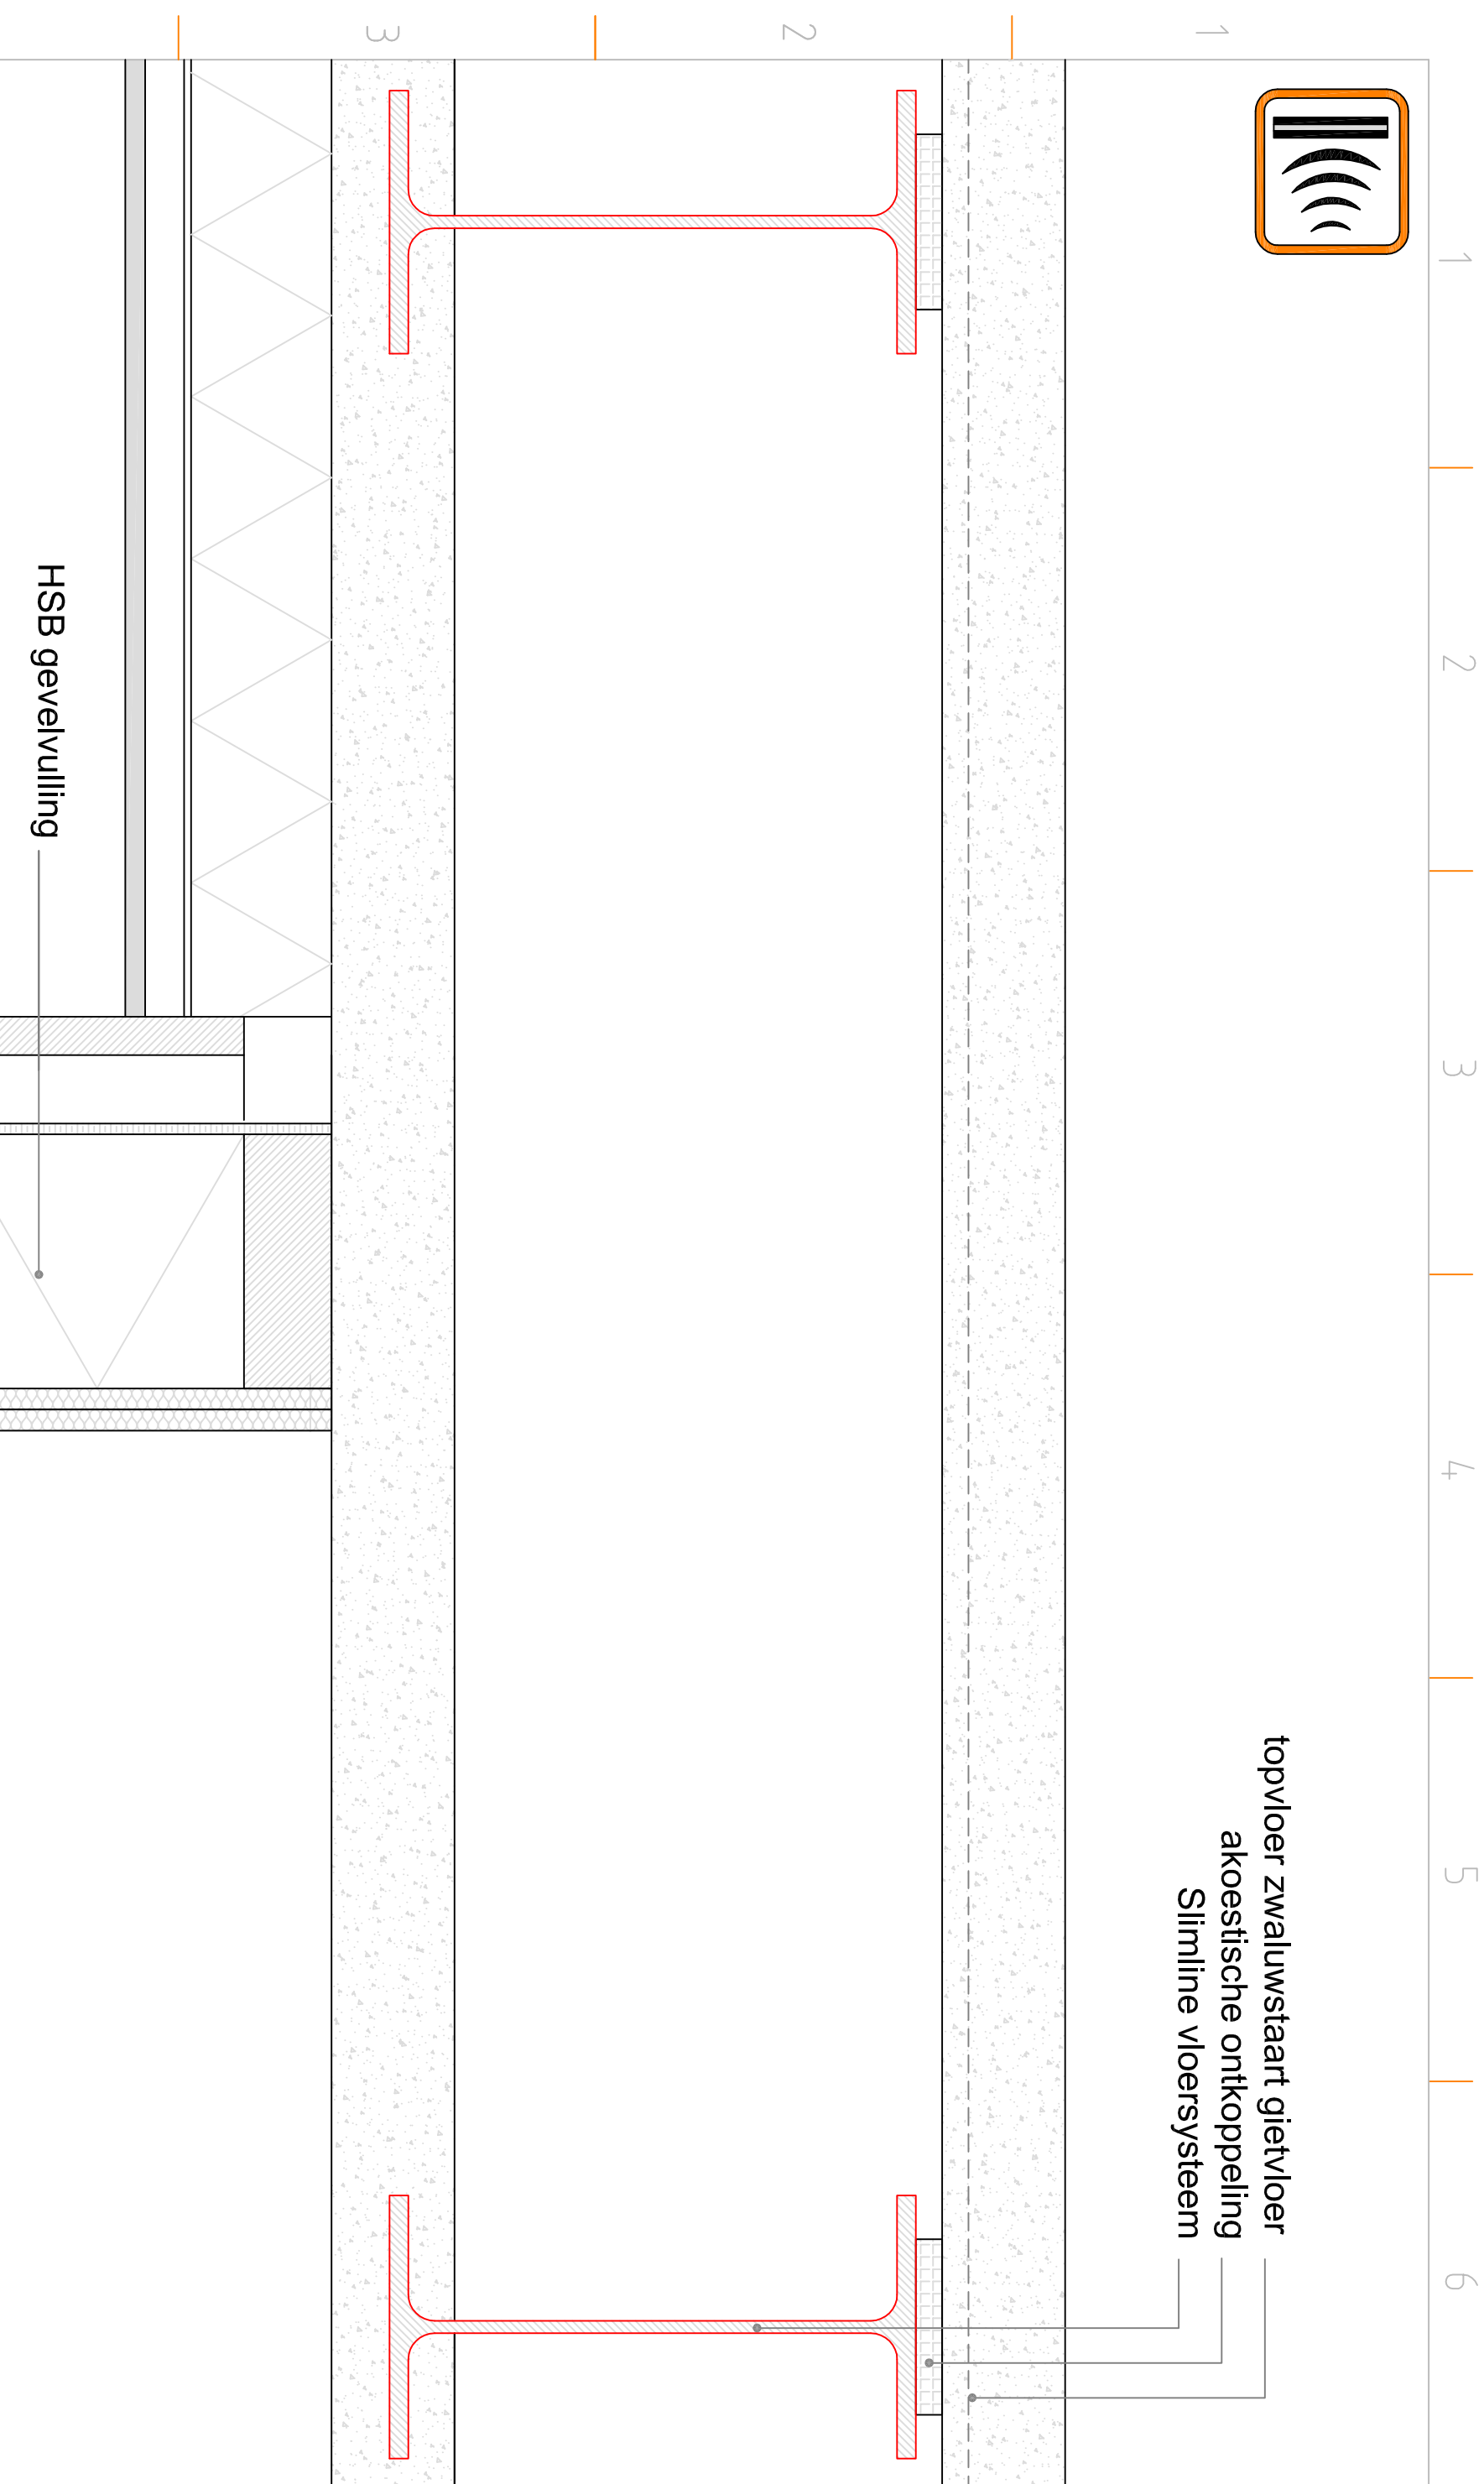 1
2
3
4
5
6
1
2
3
topvloer zwaluwstaart gietvloer
akoestische ontkoppeling
Slimline vloersysteem
HSB gevelvulling